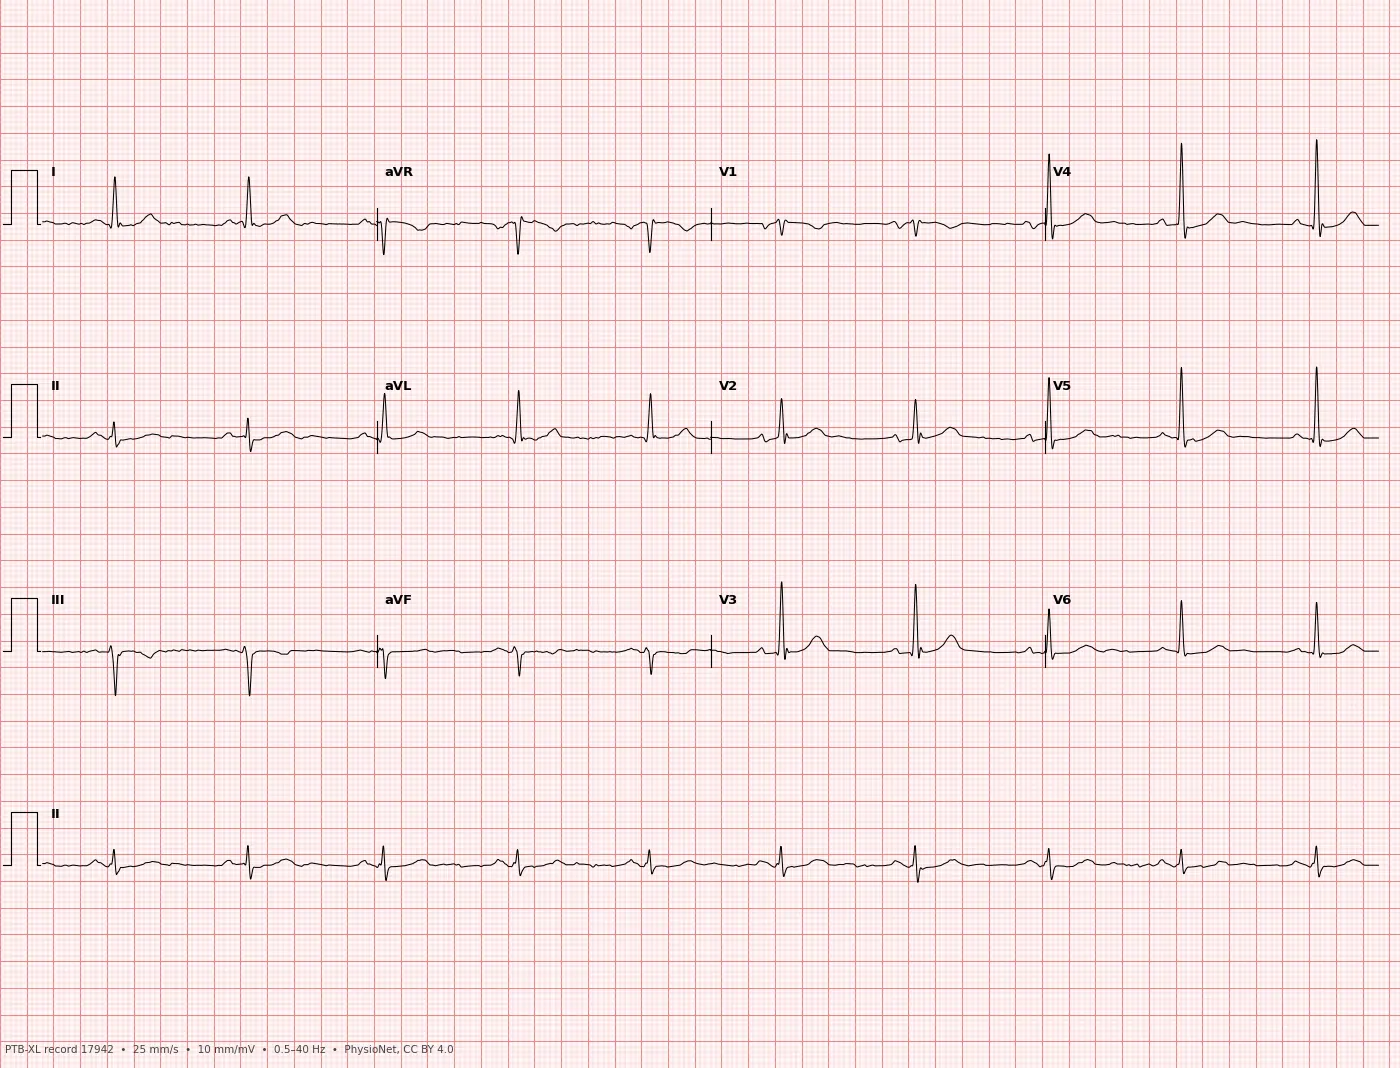 I aVR V1 V4
II aVL V2 V5
III aVF V3 V6
II
PTB-XL record 17942 • 25 mm/s • 10 mm/mV • 0.5–40 Hz • PhysioNet, CC BY 4.0